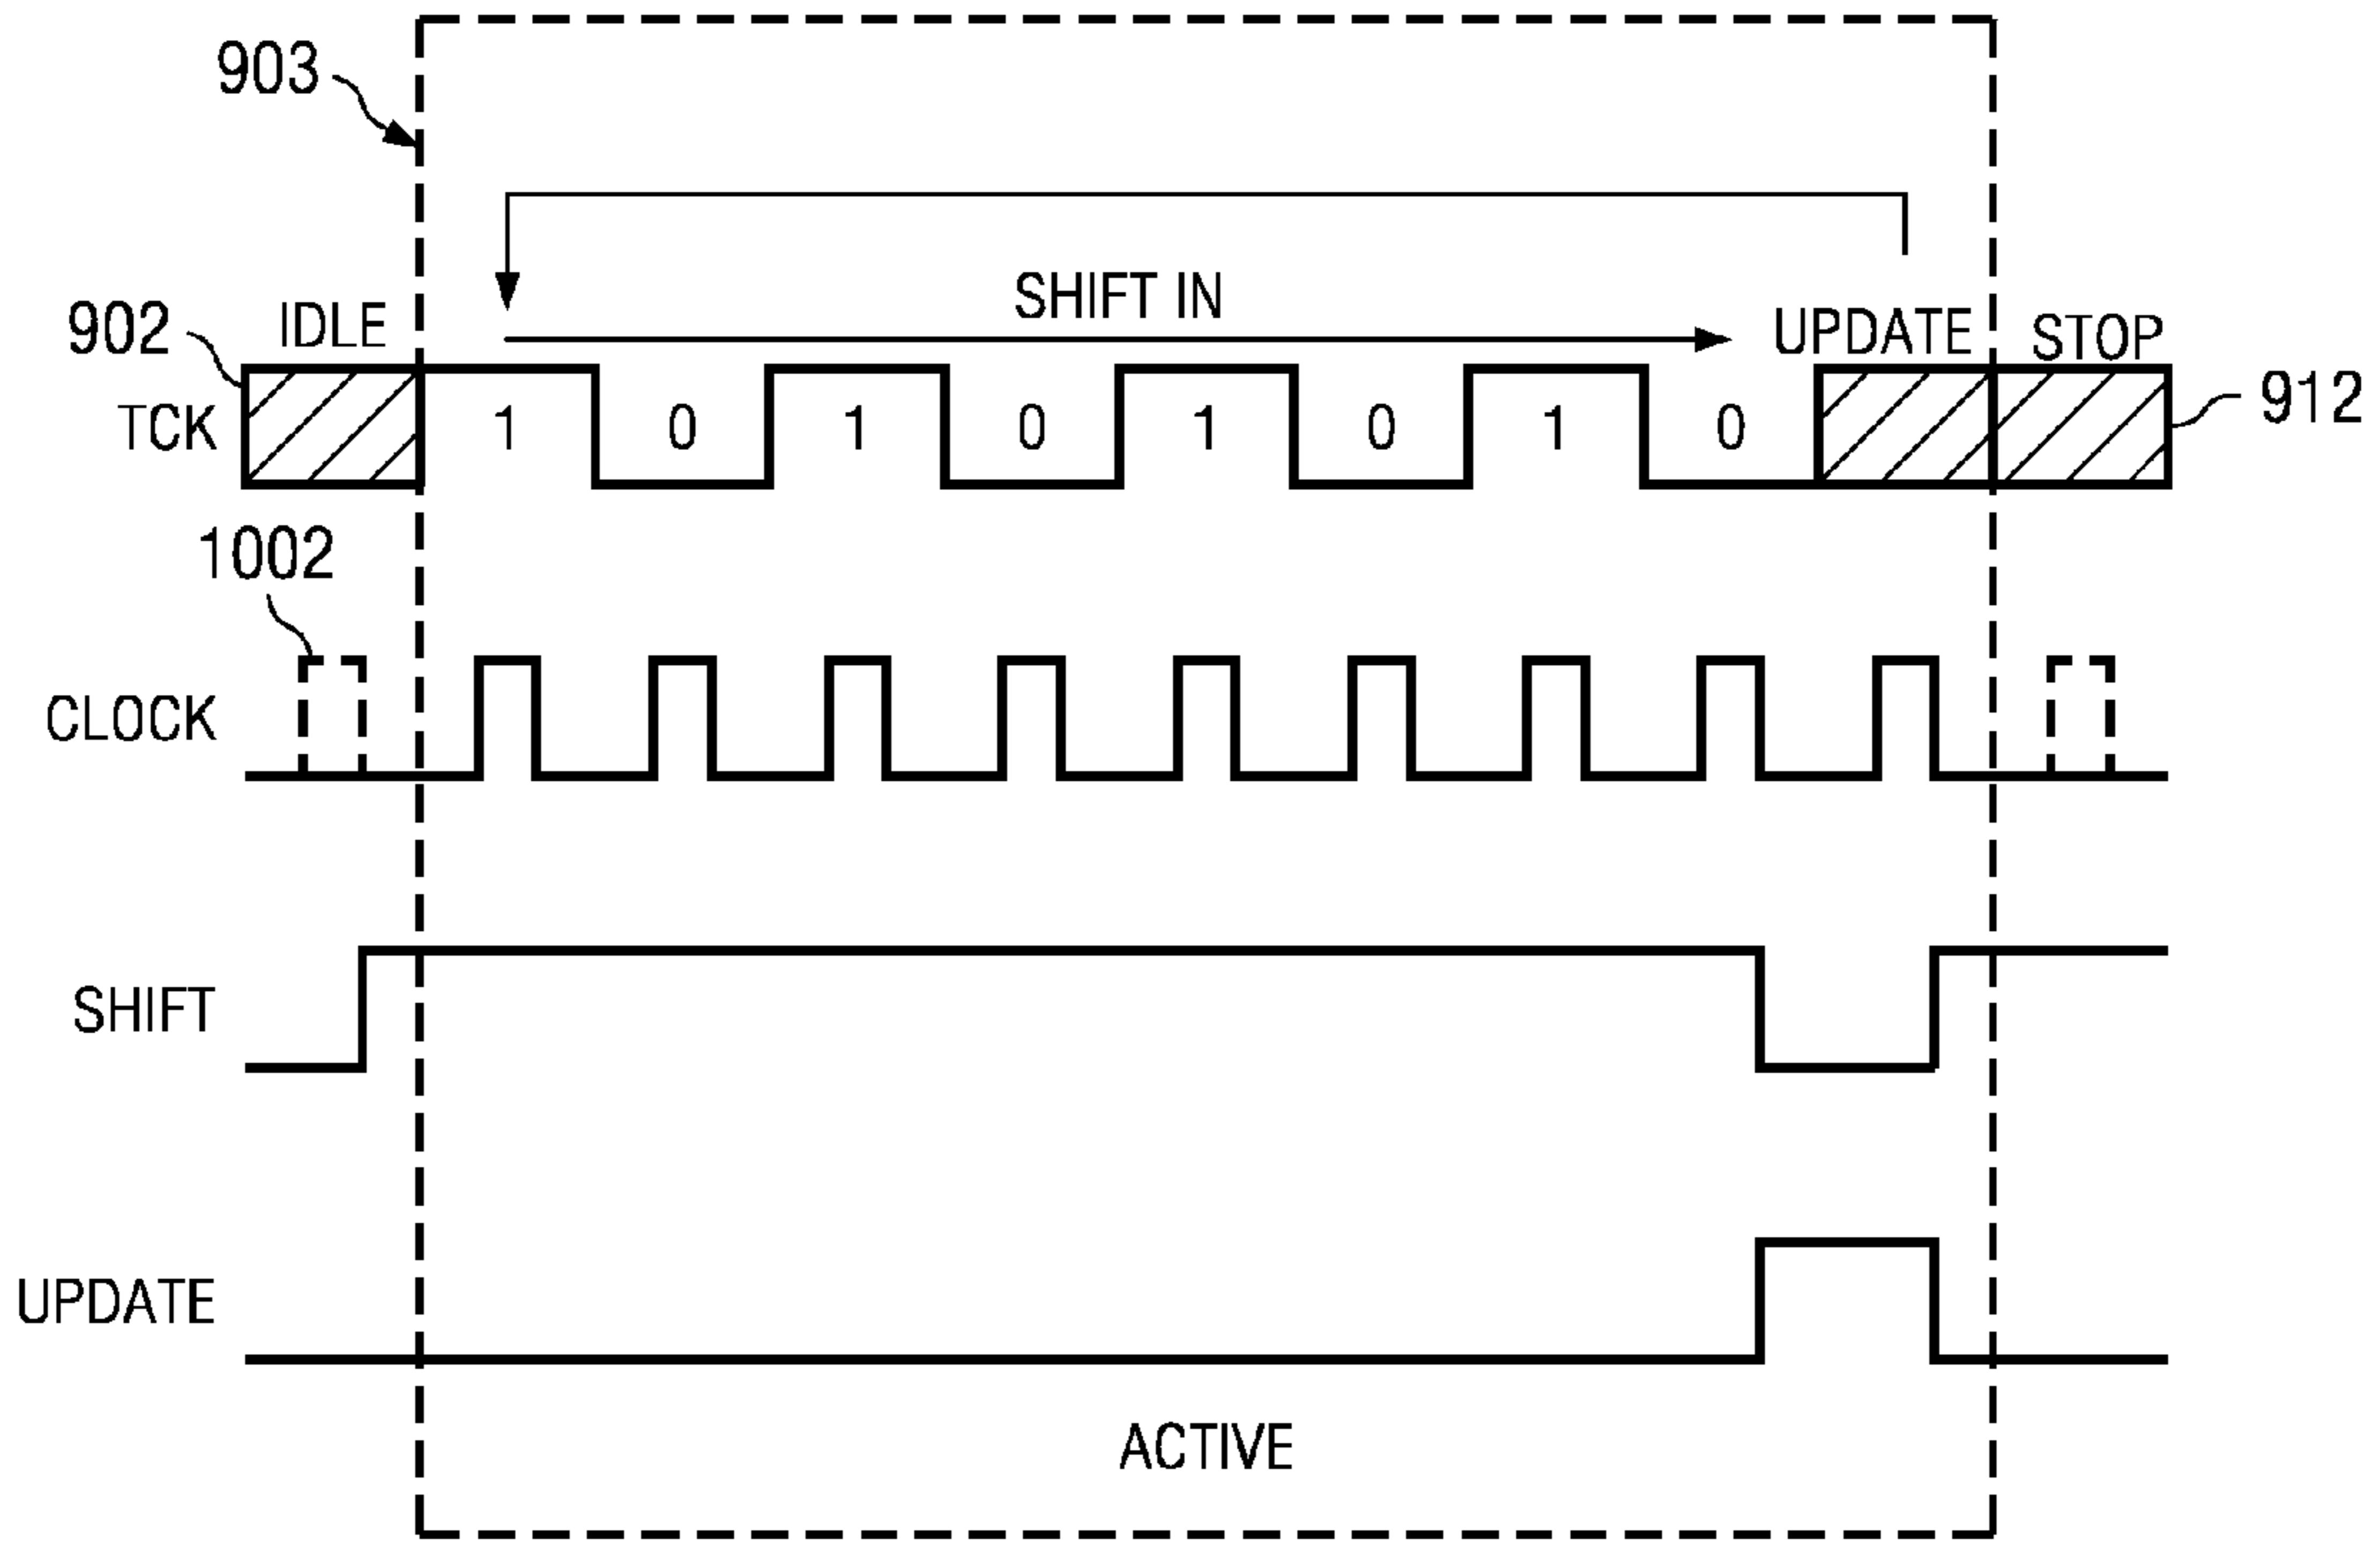 903
SHIFT IN
902
IDLE
UPDATE
STOP
TCK
1 0 1 0 1 0 1 0
912
1002
CLOCK
SHIFT
UPDATE
ACTIVE